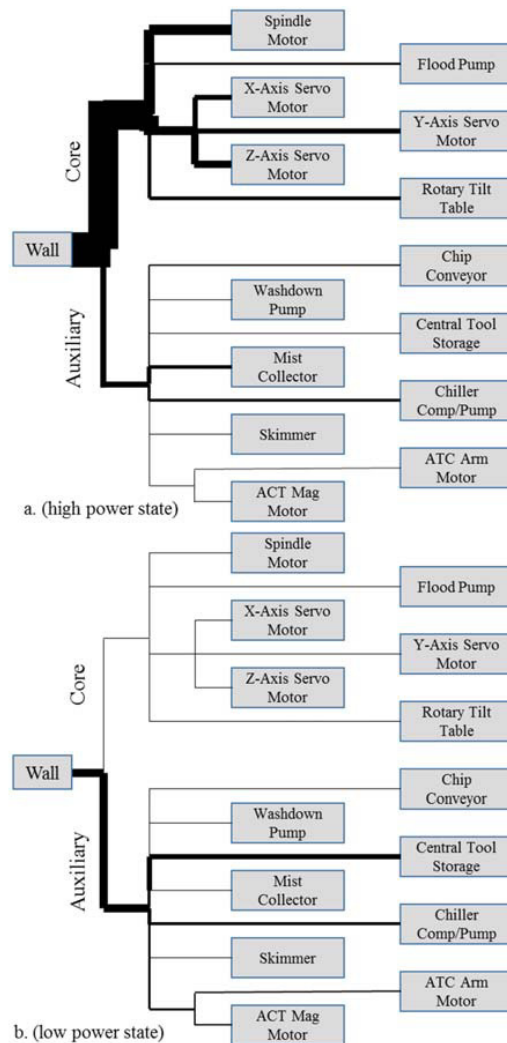 Spindle
Motor
Flood Pump
X-Axis Servo
Motor
Y-Axis Servo
Motor
Z-Axis Servo
Motor
Rotary Tilt
Table
Core
Wall
Auxiliary
Chip
Conveyor
Washdown
Pump
Central Tool
Storage
Mist
Collector
Chiller
Comp/Pump
Skimmer
ATC Arm
Motor
ACT Mag
Motor
a. (high power state)
Spindle
Motor
Flood Pump
X-Axis Servo
Motor
Y-Axis Servo
Motor
Z-Axis Servo
Motor
Rotary Tilt
Table
Core
Wall
Auxiliary
Chip
Conveyor
Washdown
Pump
Central Tool
Storage
Mist
Collector
Chiller
Comp/Pump
Skimmer
ATC Arm
Motor
ACT Mag
Motor
b. (low power state)